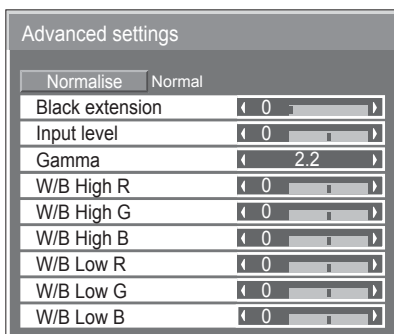 Advanced settings
Normalise Normal
Black extension 0
Input level 0
Gamma 2.2
W/B High R 0
W/B High G 0
W/B High B 0
W/B Low R 0
W/B Low G 0
W/B Low B 0